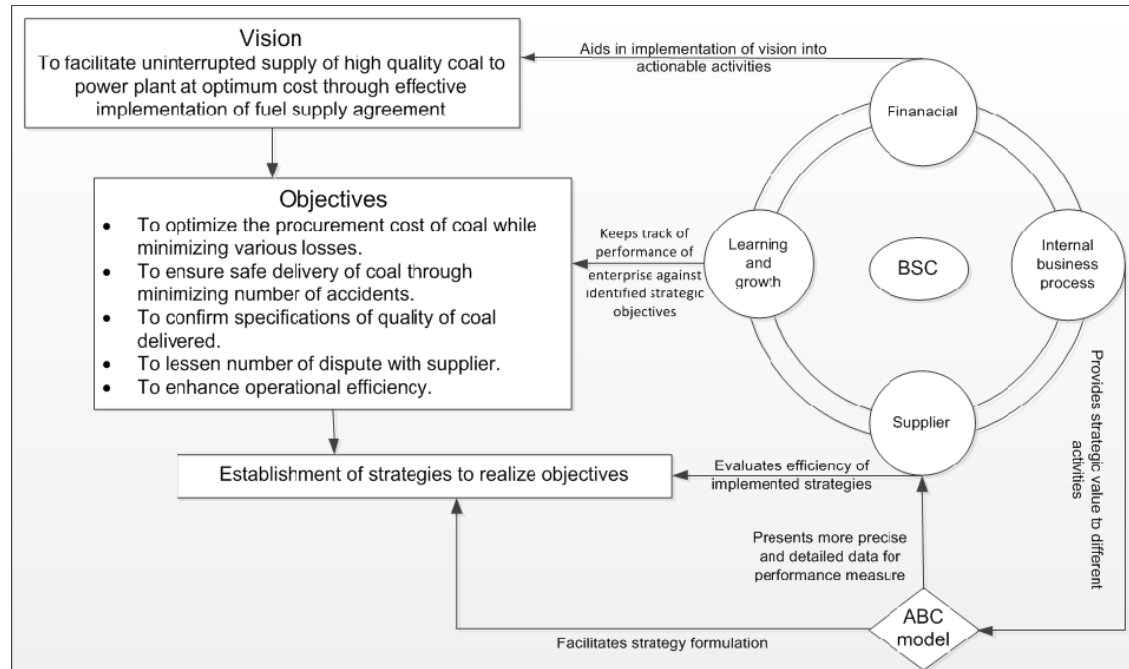 Vision
To facilitate uninterrupted supply of high quality coal to
power plant at optimum cost through effective
implementation of fuel supply agreement
Objectives
• To optimize the procurement cost of coal while
minimizing various losses.
• To ensure safe delivery of coal through
minimizing number of accidents.
• To confirm specifications of quality of coal
delivered.
• To lessen number of dispute with supplier.
• To enhance operational efficiency.
Establishment of strategies to realize objectives
Aids in implementation of vision into
actionable activities
Keeps track of
performance of
enterprise against
identified strategic
objectives
Evaluates efficiency of
implemented strategies
Finanacial
Learning
and
growth
BSC
Internal
business
process
Supplier
Provides strategic value to different
activities
Presents more precise
and detailed data for
performance measure
ABC
model
Facilitates strategy formulation